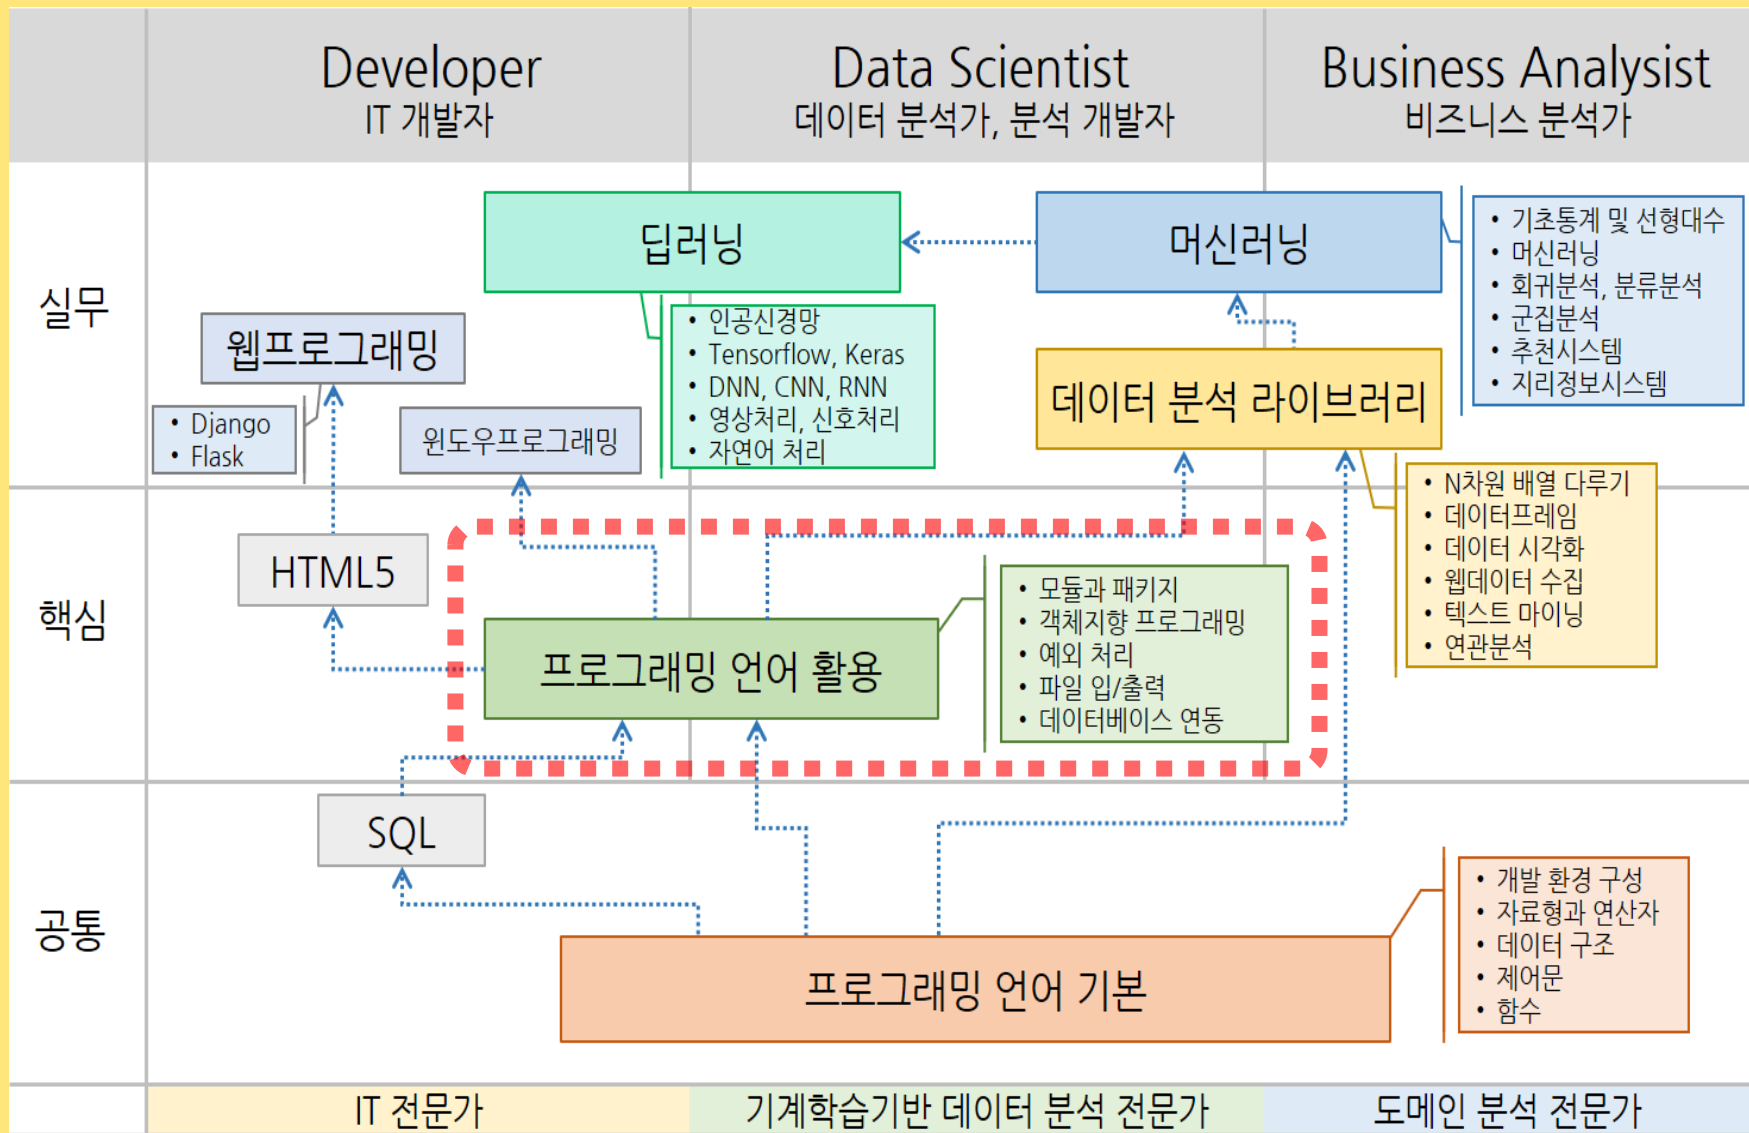 Developer
IT 개발자
Data Scientist
데이터 분석가, 분석 개발자
Business Analysist
비즈니스 분석가
실무
딥러닝
• 인공신경망
• Tensorflow, Keras
• DNN, CNN, RNN
• 영상처리, 신호처리
• 자연어 처리
머신러닝
• 기초통계 및 선형대수
• 머신러닝
• 회귀분석, 분류분석
• 군집분석
• 추천시스템
• 지리정보시스템
웹프로그래밍
• Django
• Flask
윈도우프로그래밍
데이터 분석 라이브러리
• N차원 배열 다루기
• 데이터프레임
• 데이터 시각화
• 웹데이터 수집
• 텍스트 마이닝
• 연관분석
핵심
HTML5
프로그래밍 언어 활용
• 모듈과 패키지
• 객체지향 프로그래밍
• 예외 처리
• 파일 입/출력
• 데이터베이스 연동
공통
SQL
프로그래밍 언어 기본
• 개발 환경 구성
• 자료형과 연산자
• 데이터 구조
• 제어문
• 함수
IT 전문가
기계학습기반 데이터 분석 전문가
도메인 분석 전문가